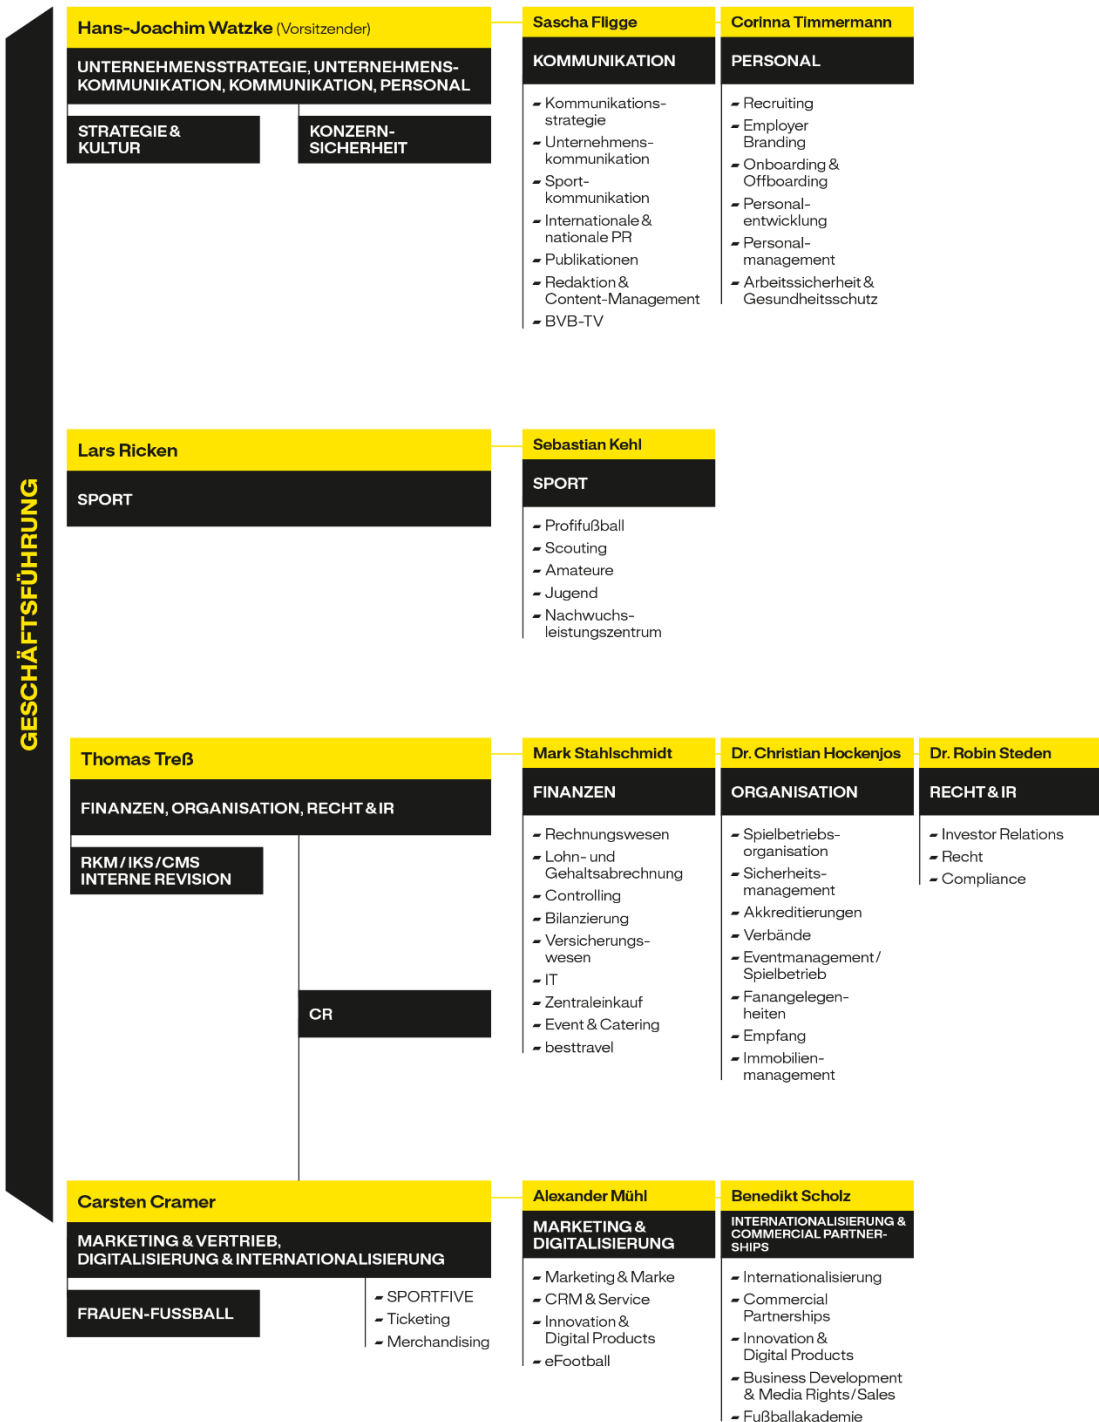 GESCHÄFTSFÜHRUNG
Hans-Joachim Watzke (Vorsitzender)
UNTERNEHMENSSTRATEGIE, UNTERNEHMENS-
KOMMUNIKATION, KOMMUNIKATION, PERSONAL
STRATEGIE &
KULTUR
KONZERN-
SICHERHEIT
Sascha Fligge
KOMMUNIKATION
- Kommunikations-
strategie
- Unternehmens-
kommunikation
- Sport-
kommunikation
- Internationale &
nationale PR
- Publikationen
- Redaktion &
Content-Management
- BVB-TV
Corinna Timmermann
PERSONAL
- Recruiting
- Employer
Branding
- Onboarding &
Offboarding
- Personal-
entwicklung
- Personal-
management
- Arbeitssicherheit &
Gesundheitsschutz
Lars Ricken
SPORT
Sebastian Kehl
SPORT
- Profifußball
- Scouting
- Amateure
- Jugend
- Nachwuchs-
leistungszentrum
Thomas Treß
FINANZEN, ORGANISATION, RECHT & IR
RKM / IKS / CMS
INTERNE REVISION
CR
Mark Stahlschmidt
FINANZEN
- Rechnungswesen
- Lohn- und
Gehaltsabrechnung
- Controlling
- Bilanzierung
- Versicherungs-
wesen
- IT
- Zentraleinkauf
- Event & Catering
- besttravel
Dr. Christian Hockenjos
ORGANISATION
- Spielbetriebs-
organisation
- Sicherheits-
management
- Akkreditierungen
- Verbände
- Eventmanagement /
Spielbetrieb
- Fanangelegen-
heiten
- Empfang
- Immobilien-
management
Dr. Robin Steden
RECHT & IR
- Investor Relations
- Recht
- Compliance
Carsten Cramer
MARKETING & VERTRIEB,
DIGITALISIERUNG & INTERNATIONALISIERUNG
FRAUEN-FUSSBALL
- SPORTFIVE
- Ticketing
- Merchandising
Alexander Mühl
MARKETING &
DIGITALISIERUNG
- Marketing & Marke
- CRM & Service
- Innovation &
Digital Products
- eFootball
Benedikt Scholz
INTERNATIONALISIERUNG &
COMMERCIAL PARTNER-
SHIPS
- Internationalisierung
- Commercial
Partnerships
- Innovation &
Digital Products
- Business Development
& Media Rights / Sales
- Fußballakademie